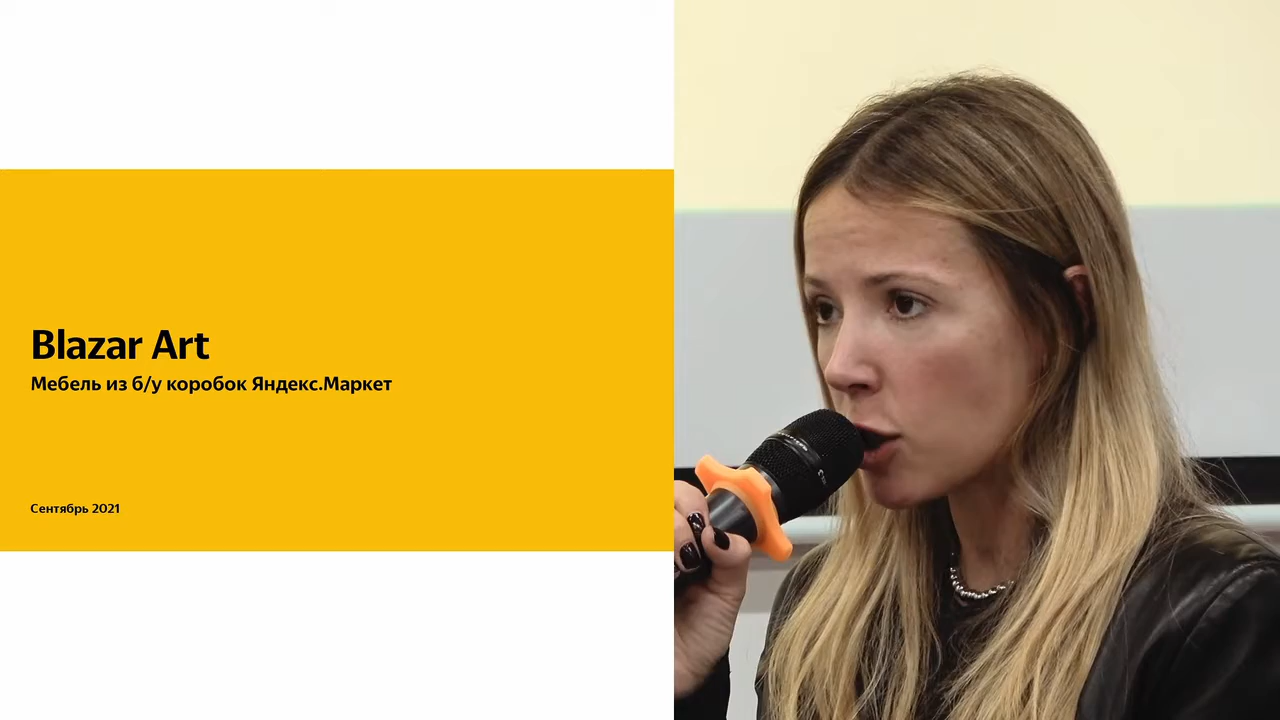 Blazar Art
Мебель из б/у коробок Яндекс.Маркет
Сентябрь 2021